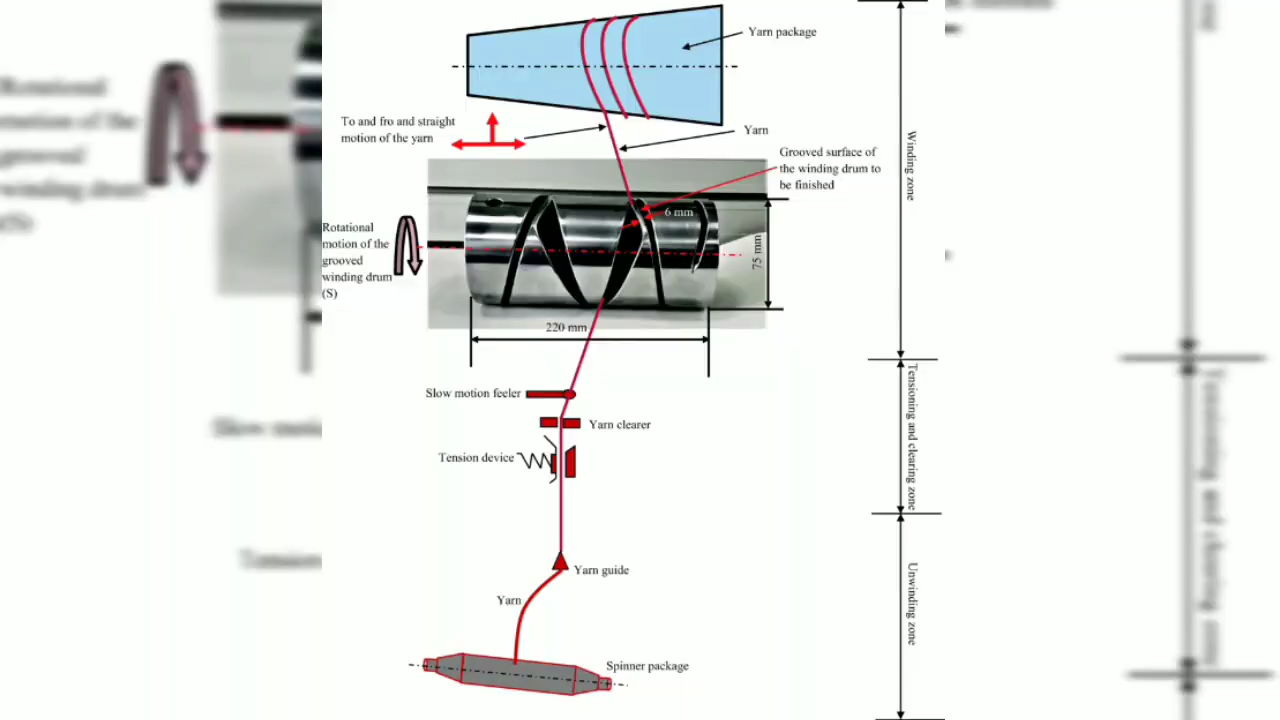 Yarn package
To and fro and straight
motion of the yarn
Yarn
Grooved surface of
the winding drum to
be finished
6 mm
Rotational
motion of the
grooved
winding drum
(S)
75 mm
220 mm
Winding zone
Slow motion feeler
Yarn clearer
Tension device
Tensioning and clearing zone
Yarn guide
Yarn
Unwinding zone
Spinner package